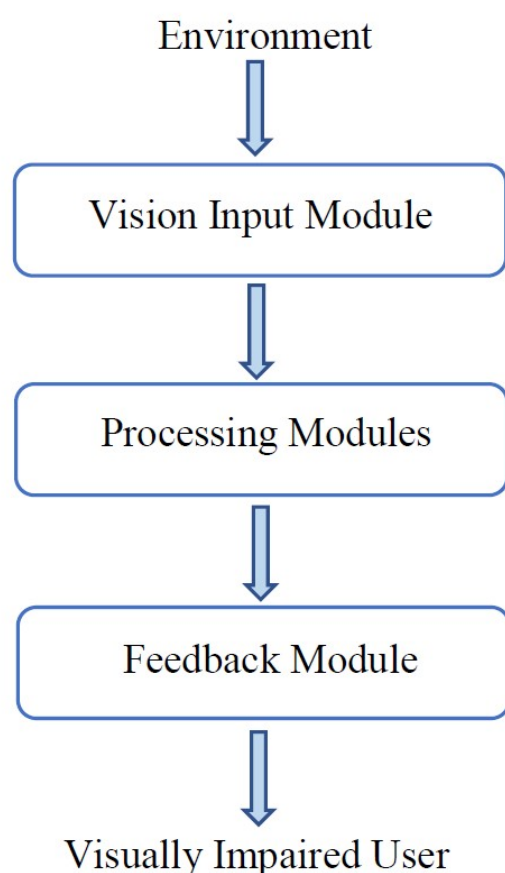 Environment
Vision Input Module
Processing Modules
Feedback Module
Visually Impaired User